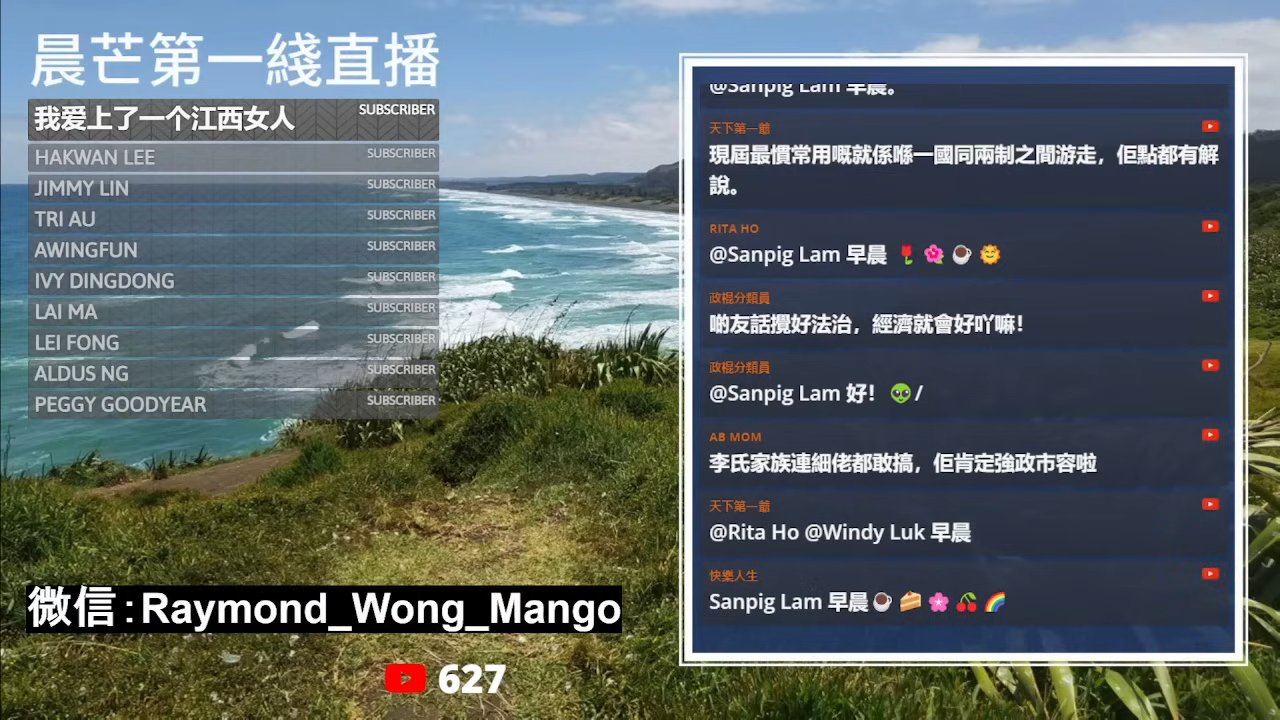 晨芒第一綫直播
我爱上了一个江西女人 SUBSCRIBER
HAKWAN LEE SUBSCRIBER
JIMMY LIN SUBSCRIBER
TRI AU SUBSCRIBER
AWINGFUN SUBSCRIBER
IVY DINGDONG SUBSCRIBER
LAI MA SUBSCRIBER
LEI FONG SUBSCRIBER
ALDUS NG SUBSCRIBER
PEGGY GOODYEAR SUBSCRIBER
微信:Raymond_Wong_Mango
627
@Sanpig Lam 早晨。
天下第一爺
現屆最慣常用嘅就係喺一國同兩制之間游走，佢點都有解
說。
RITA HO
@Sanpig Lam 早晨 🌷🌺☕🌞
政棍分類員
啲友話攪好法治，經濟就會好吖嘛!
政棍分類員
@Sanpig Lam 好! 👽/
AB MOM
李氏家族連細佬都敢搞，佢肯定強政市容啦
天下第一爺
@Rita Ho @Windy Luk 早晨
快樂人生
Sanpig Lam 早晨☕🍰🌸🍒🌈